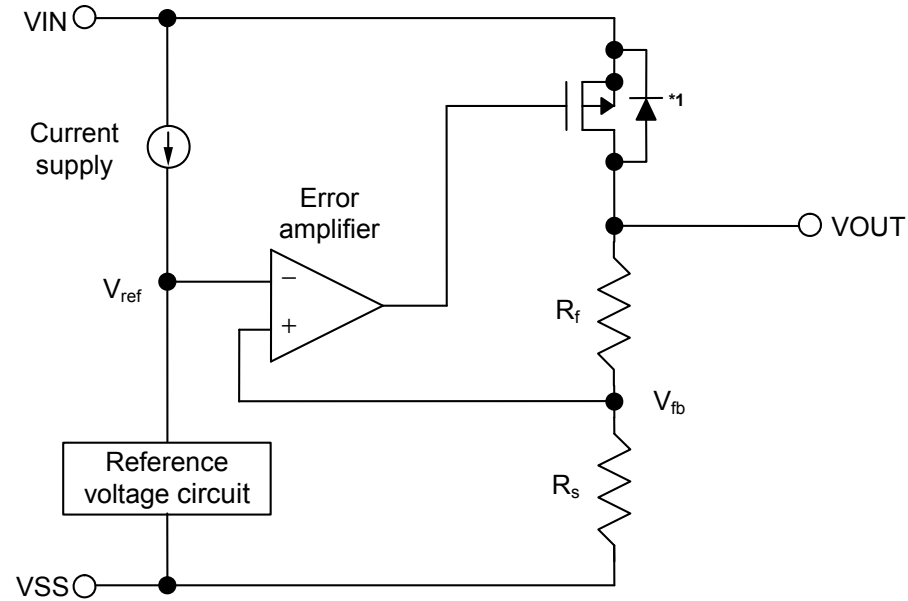 VIN
*1
Current
supply
Error
amplifier
VOUT
Vref
−
+
Rf
Vfb
Reference
voltage circuit
Rs
VSS